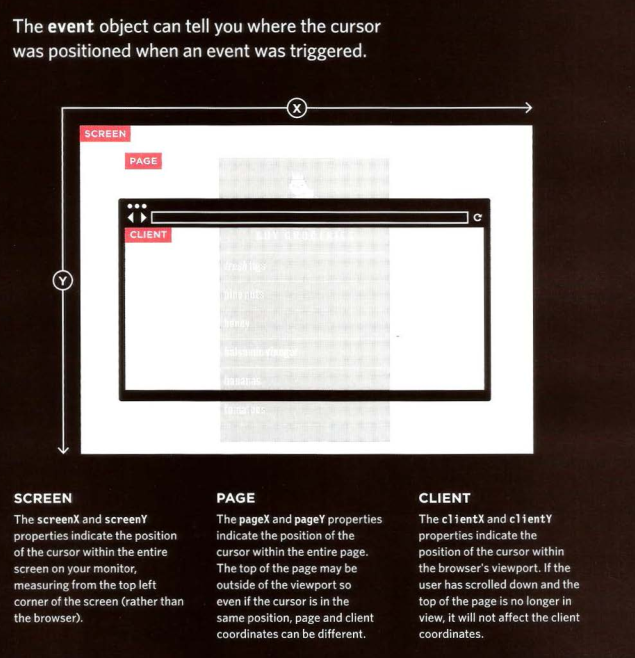 The event object can tell you where the cursor
was positioned when an event was triggered.
X
SCREEN
PAGE
CLIENT
Y
SCREEN
The screenX and screenY
properties indicate the position
of the cursor within the entire
screen on your monitor,
measuring from the top left
corner of the screen (rather than
the browser).
PAGE
The pageX and pageY properties
indicate the position of the
cursor within the entire page.
The top of the page may be
outside of the viewport so
even if the cursor is in the
same position, page and client
coordinates can be different.
CLIENT
The clientX and clientY
properties indicate the
position of the cursor within
the browser's viewport. If the
user has scrolled down and the
top of the page is no longer in
view, it will not affect the client
coordinates.